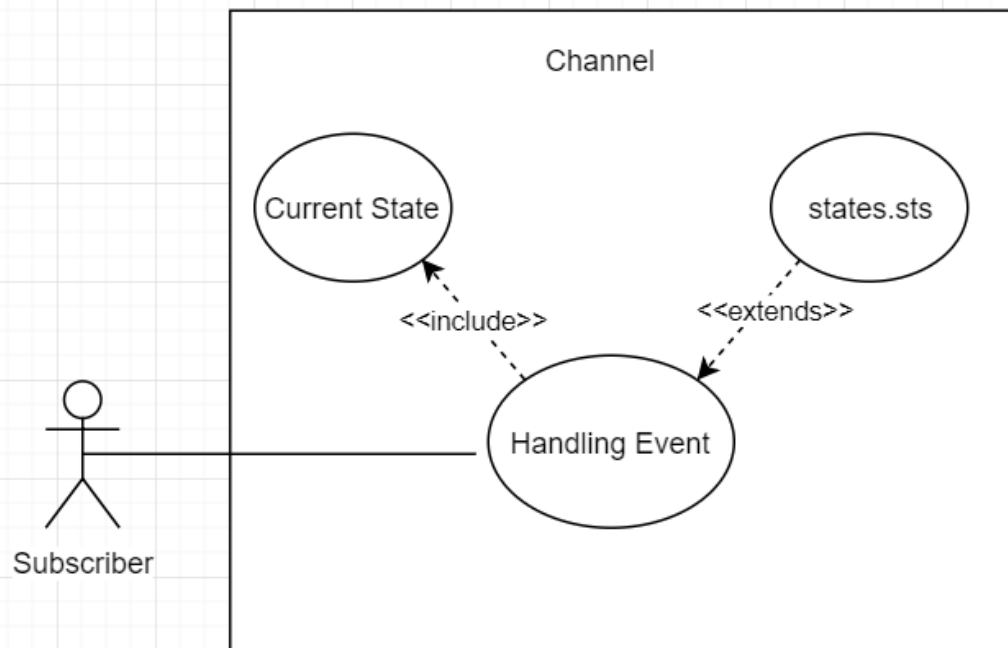 Channel
Current State
states.sts
<<include>>
<<extends>>
Handling Event
Subscriber